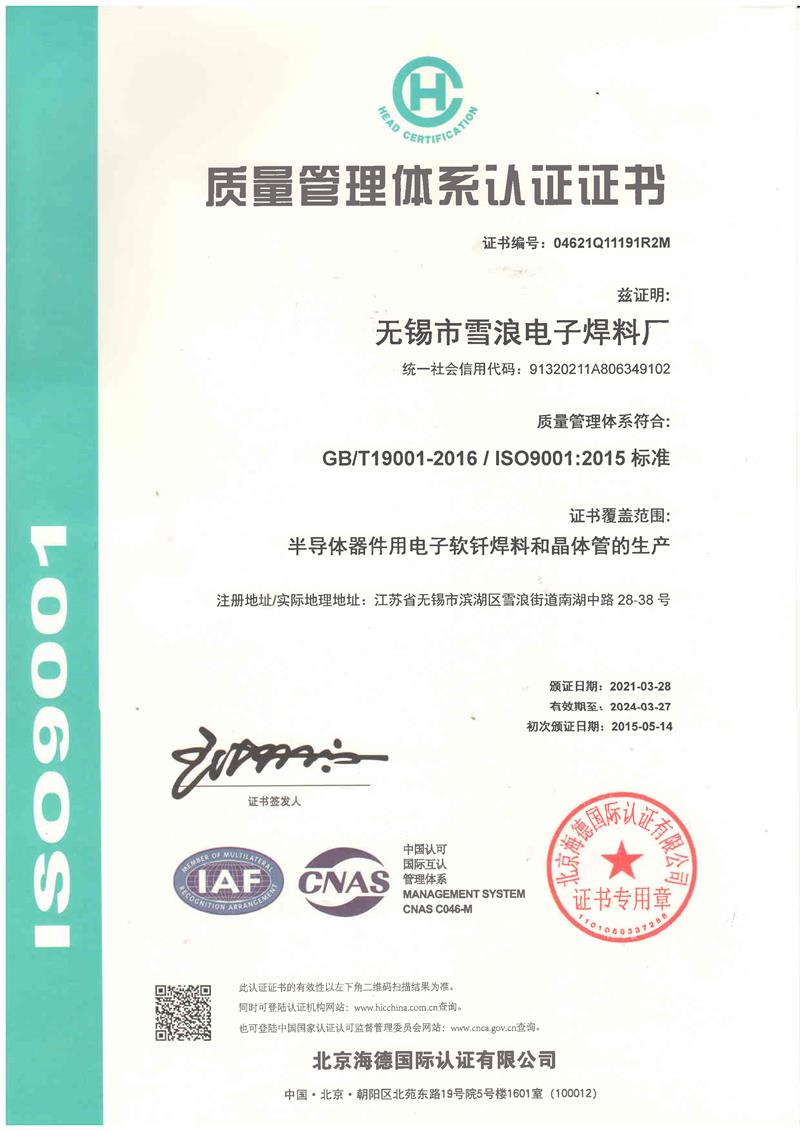 HEAD CERTIFICATION
质量管理体系认证证书
证书编号：04621Q11191R2M
兹证明:
无锡市雪浪电子焊料厂
统一社会信用代码：91320211A806349102
质量管理体系符合:
GB/T19001-2016 / ISO9001:2015 标准
证书覆盖范围:
半导体器件用电子软钎焊料和晶体管的生产
注册地址/实际地理地址：江苏省无锡市滨湖区雪浪街道南湖中路 28-38 号
颁证日期：2021-03-28
有效期至：2024-03-27
初次颁证日期：2015-05-14
证书签发人
ISO9001
MEMBER OF MULTILATERAL
IAF
RECOGNITION ARRANGEMENT
CNAS
中国认可
国际互认
管理体系
MANAGEMENT SYSTEM
CNAS C046-M
北京海德国际认证有限公司
证书专用章
1101080337288
此认证证书的有效性以左下角二维码扫描结果为准。
同时可登陆认证机构网站：www.hicchina.com.cn查询。
也可登陆中国国家认证认可监督管理委员会网站：www.cnca.gov.cn查询。
北京海德国际认证有限公司
中国·北京·朝阳区北苑东路19号院5号楼1601室（100012）